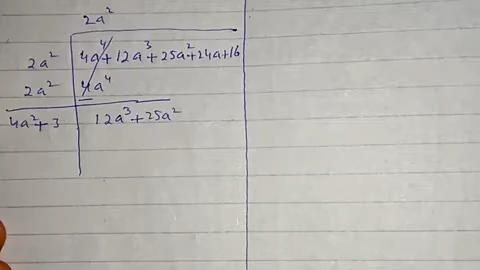 2a²
2a² 4a⁴+12a³+25a²+24a+16
2a² 4a⁴
4a²+3 12a³+25a²